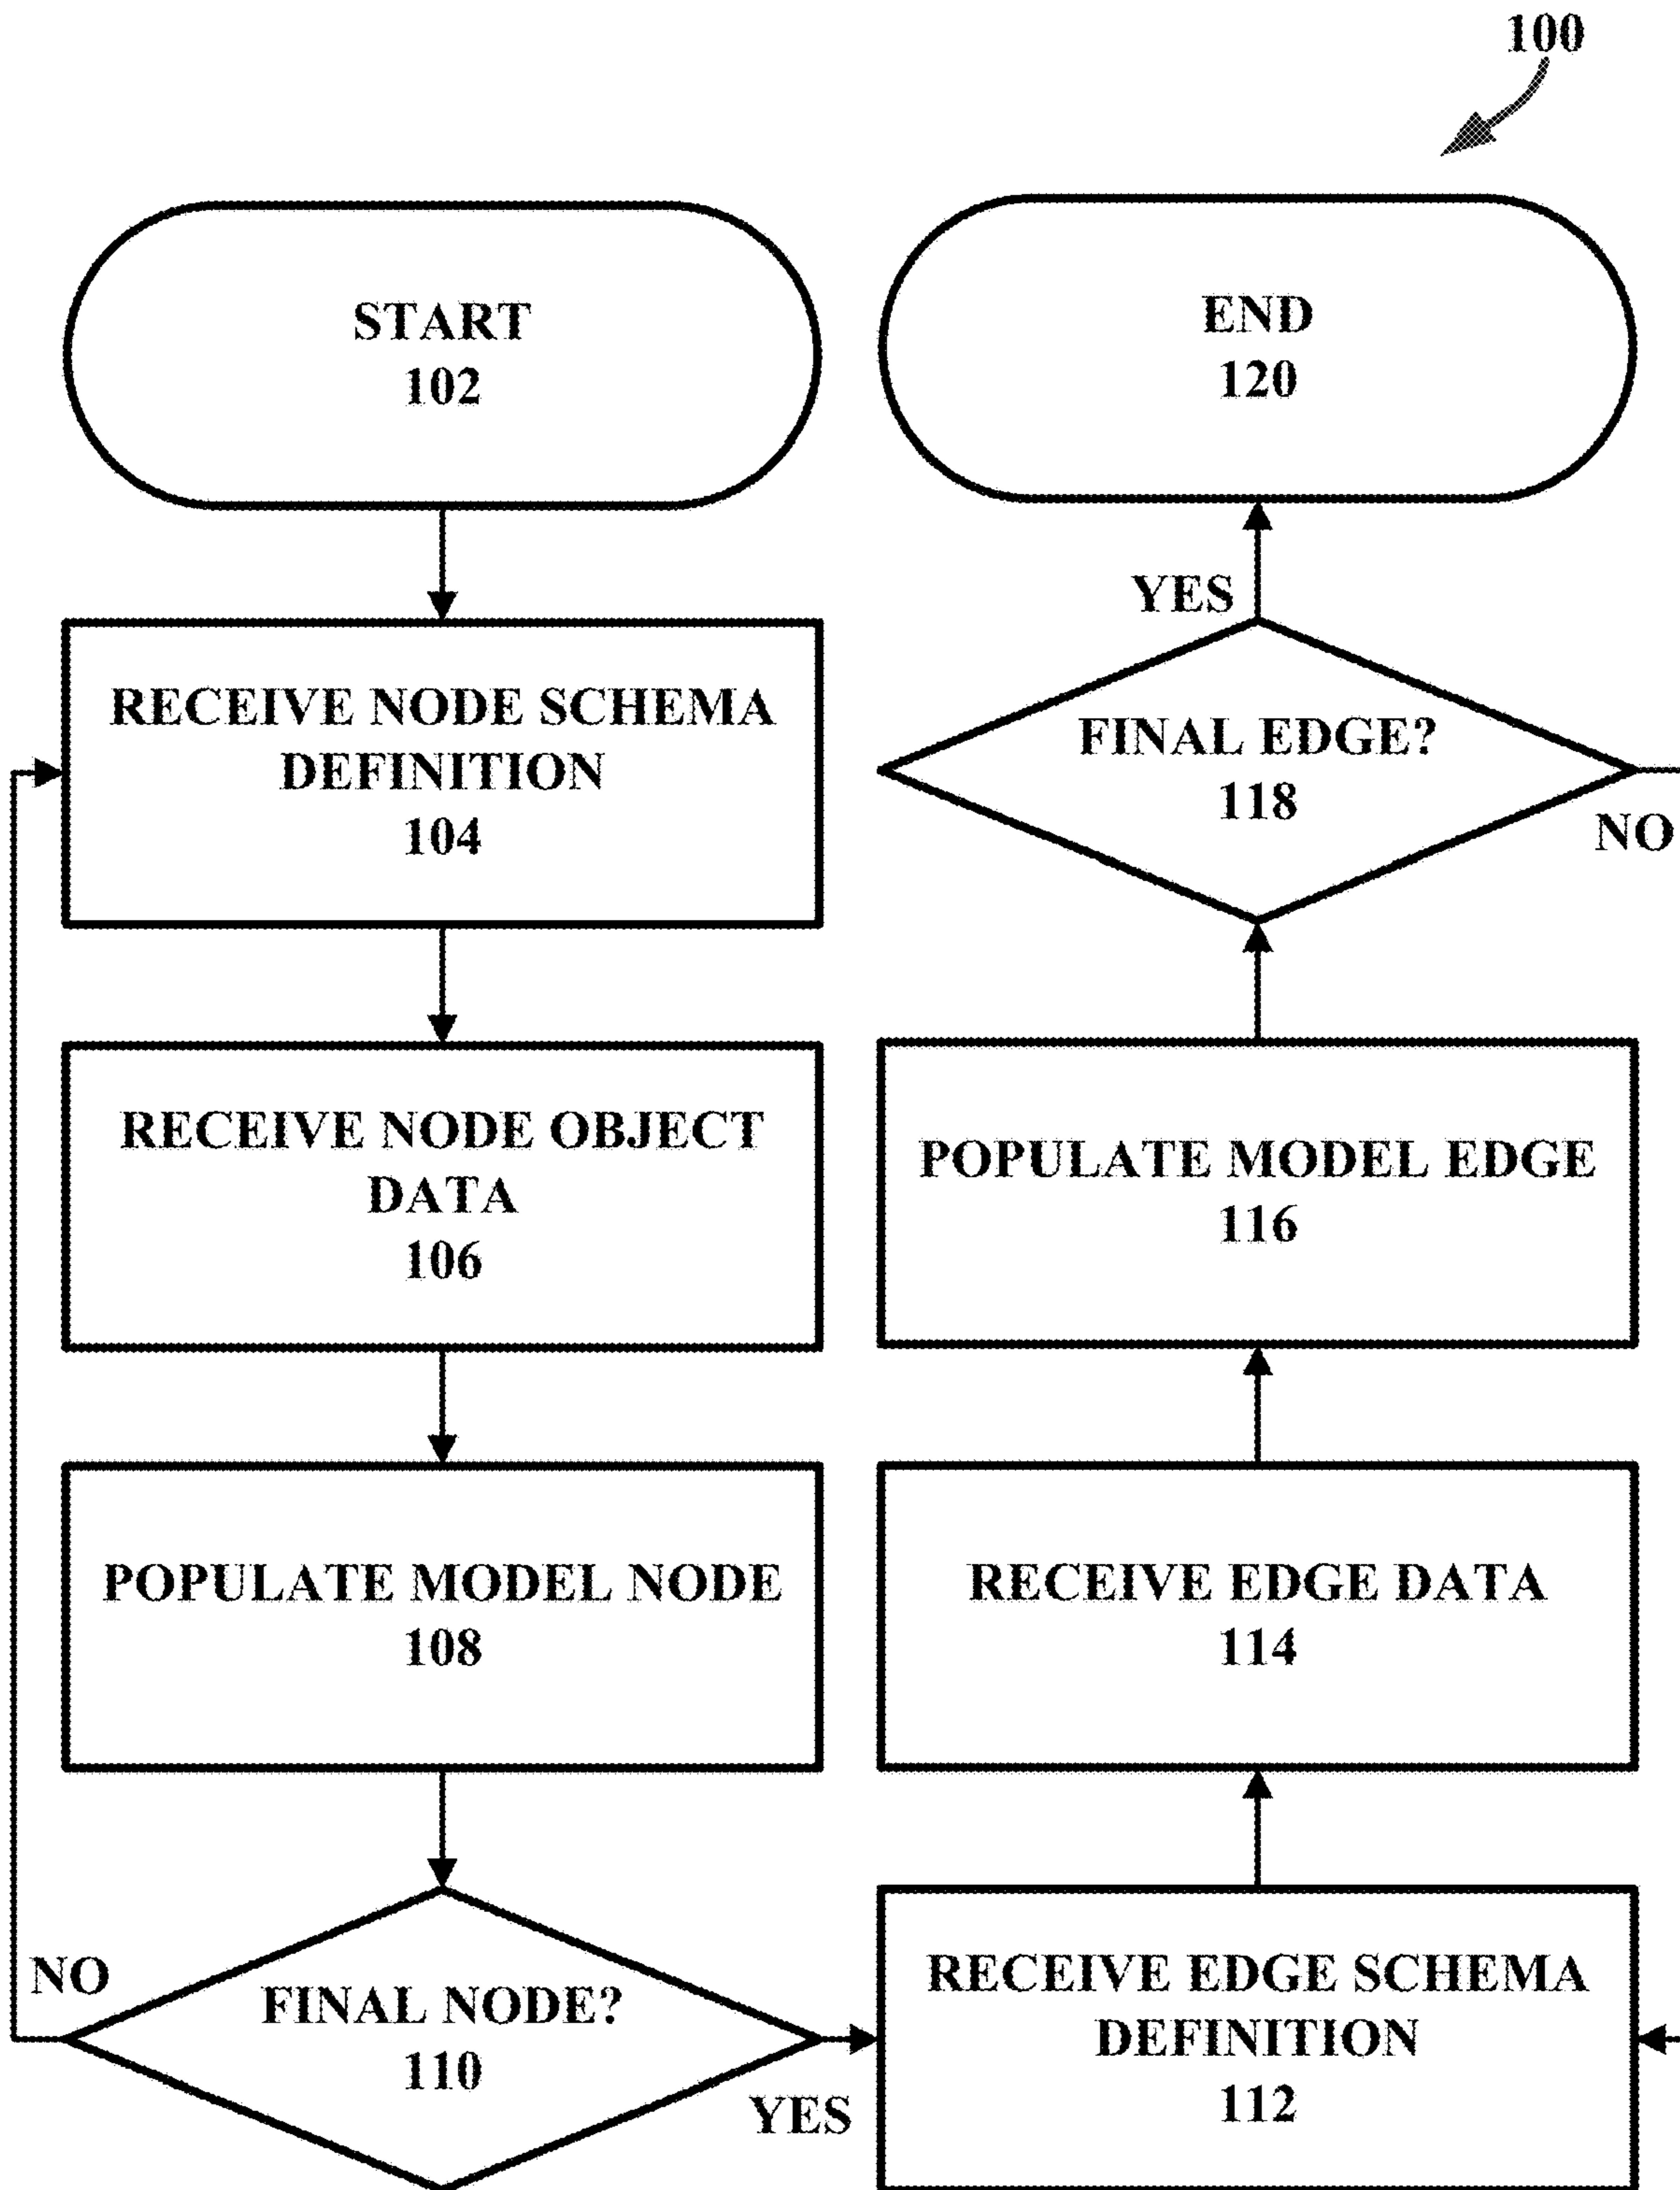 100
START
102
RECEIVE NODE SCHEMA
DEFINITION
104
RECEIVE NODE OBJECT
DATA
106
POPULATE MODEL NODE
108
NO
FINAL NODE?
110
YES
RECEIVE EDGE SCHEMA
DEFINITION
112
RECEIVE EDGE DATA
114
POPULATE MODEL EDGE
116
FINAL EDGE?
118
NO
YES
END
120